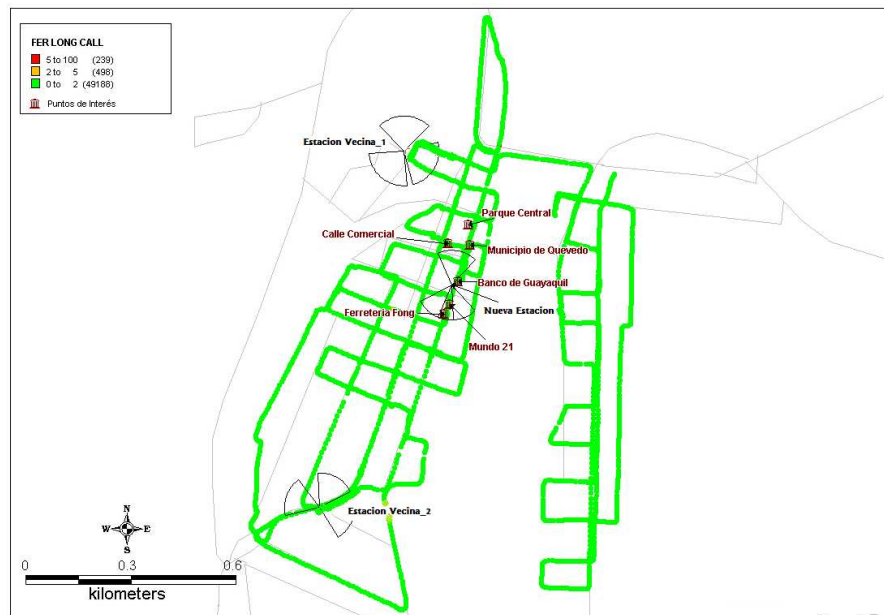 FER LONG CALL
5 to 100 (239)
2 to 5 (498)
0 to 2 (49188)
Puntos de Interés
Estacion Vecina_1
Parque Central
Calle Comercial
Municipio de Quevedo
Banco de Guayaquil
Nueva Estacion
Ferreteria Fong
Mundo 21
Estacion Vecina_2
N
W E
S
0 0.3 0.6
kilometers